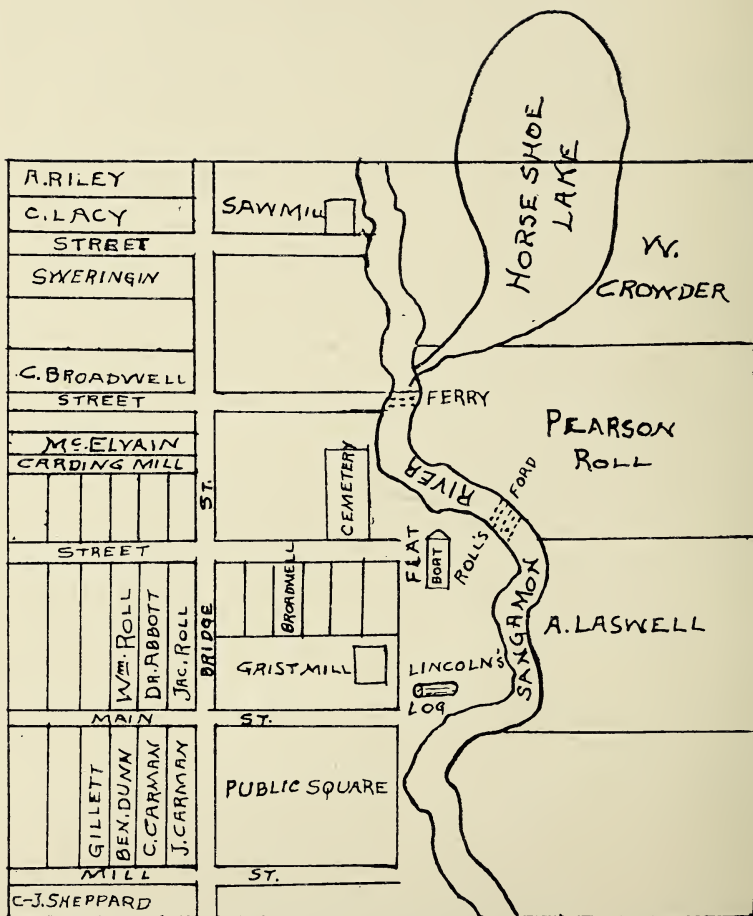 HORSE SHOE
LAKE
A. RILEY
C. LACY
SAWMILL
STREET
SWERINGIN
W.
CROWDER
C. BROADWELL
STREET
FERRY
McELVAIN
CARDING MILL
PEARSON
ROLL
CEMETERY
RIVER
ROLL'S FORD
STREET
FLAT
BOAT
BRIDGE ST.
BROADWELL
Wm. ROLL
DR. ABBOTT
JAC. ROLL
GRIST MILL
LINCOLN'S
LOG
SANGAMON
A. LASWELL
MAIN ST.
GILLETT
BEN. DUNN
C. CARMAN
J. CARMAN
PUBLIC SQUARE
MILL ST.
C-J. SHEPPARD